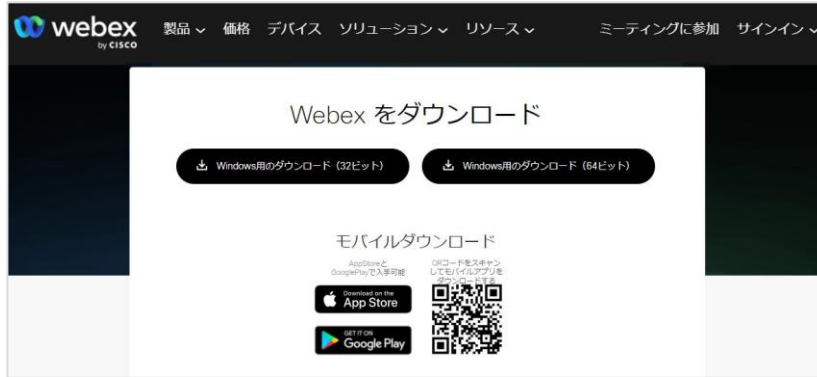 webex
by CISCO
製品 価格 デバイス ソリューション リソース ミーティングに参加 サインイン
Webex をダウンロード
Windows用のダウンロード（32ビット） Windows用のダウンロード（64ビット）
モバイルダウンロード
AppStoreと
GooglePlayで入手可能
QRコードをスキャン
してモバイルアプリを
ダウンロードする
Download on the
App Store
GET IT ON
Google Play